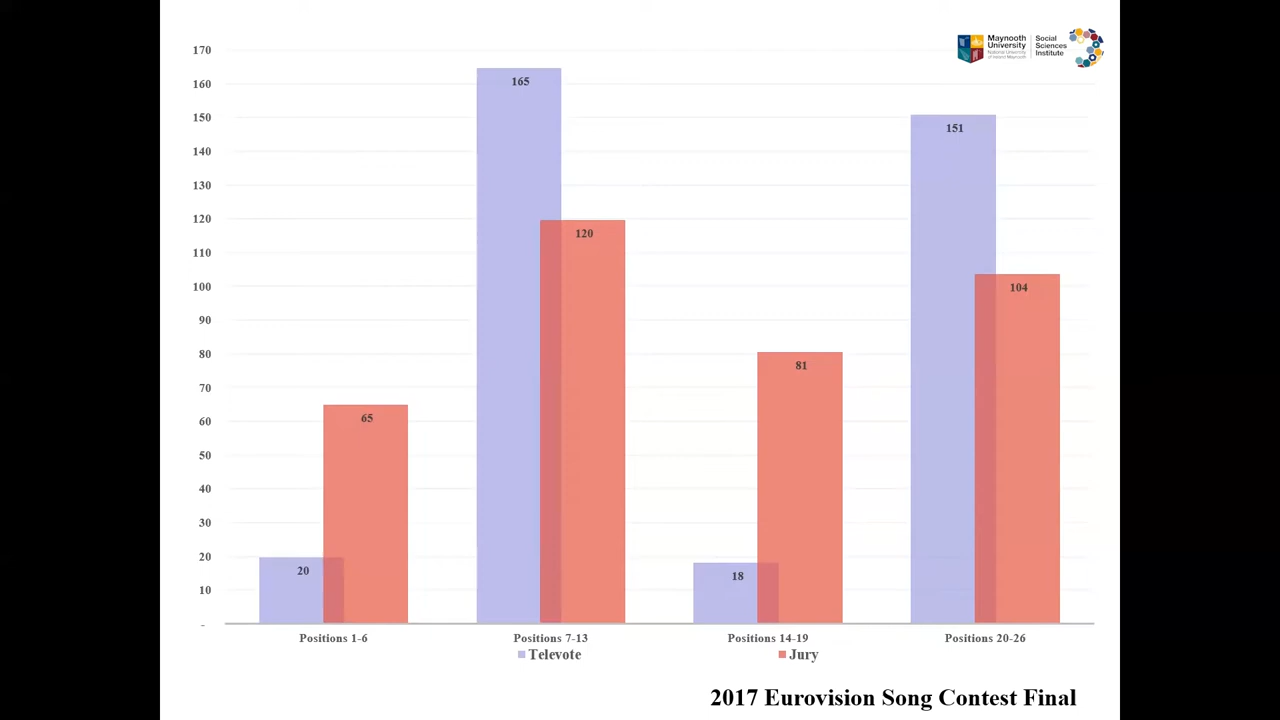 Maynooth
University
National University
of Ireland Maynooth
Social
Sciences
Institute
170
160
150
140
130
120
110
100
90
80
70
60
50
40
30
20
10
-
20
65
165
120
18
81
151
104
Positions 1-6
Positions 7-13
Positions 14-19
Positions 20-26
Televote
Jury
2017 Eurovision Song Contest Final